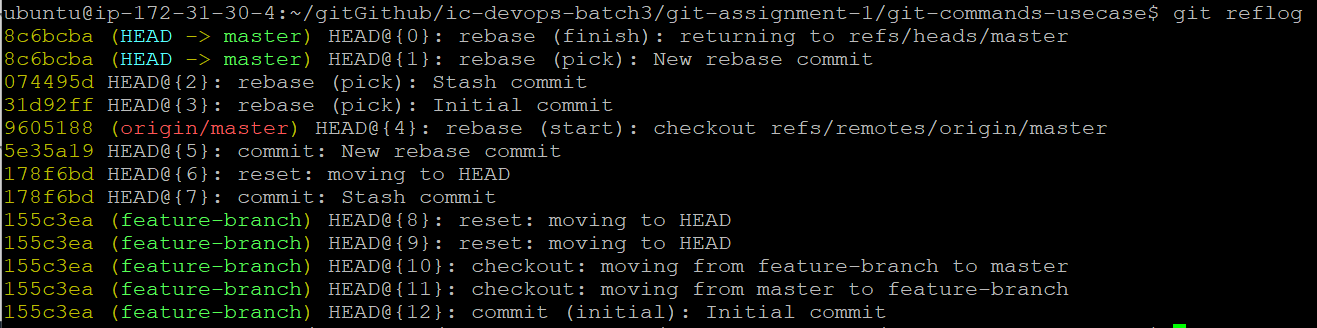 ubuntu@ip-172-31-30-4:~/gitGithub/ic-devops-batch3/git-assignment-1/git-commands-usecase$ git reflog
8c6bcba (HEAD -> master) HEAD@{0}: rebase (finish): returning to refs/heads/master
8c6bcba (HEAD -> master) HEAD@{1}: rebase (pick): New rebase commit
074495d HEAD@{2}: rebase (pick): Stash commit
31d92ff HEAD@{3}: rebase (pick): Initial commit
9605188 (origin/master) HEAD@{4}: rebase (start): checkout refs/remotes/origin/master
5e35a19 HEAD@{5}: commit: New rebase commit
178f6bd HEAD@{6}: reset: moving to HEAD
178f6bd HEAD@{7}: commit: Stash commit
155c3ea (feature-branch) HEAD@{8}: reset: moving to HEAD
155c3ea (feature-branch) HEAD@{9}: reset: moving to HEAD
155c3ea (feature-branch) HEAD@{10}: checkout: moving from feature-branch to master
155c3ea (feature-branch) HEAD@{11}: checkout: moving from master to feature-branch
155c3ea (feature-branch) HEAD@{12}: commit (initial): Initial commit